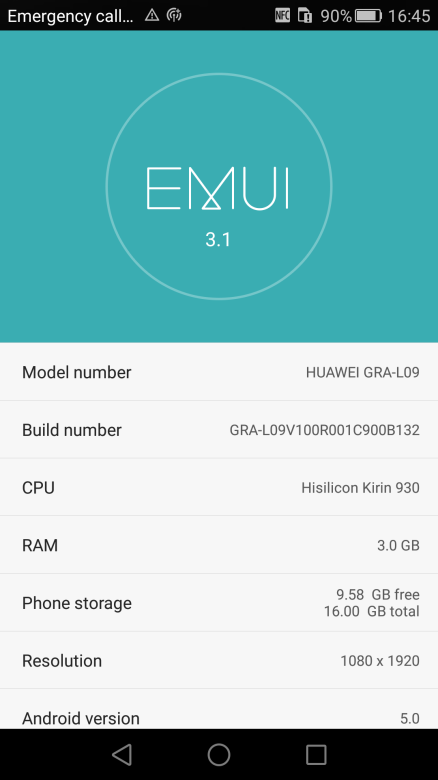 Emergency call... NFC 90% 16:45
EMUI
3.1
Model number HUAWEI GRA-L09
Build number GRA-L09V100R001C900B132
CPU Hisilicon Kirin 930
RAM 3.0 GB
Phone storage 9.58 GB free
16.00 GB total
Resolution 1080 x 1920
Android version 5.0